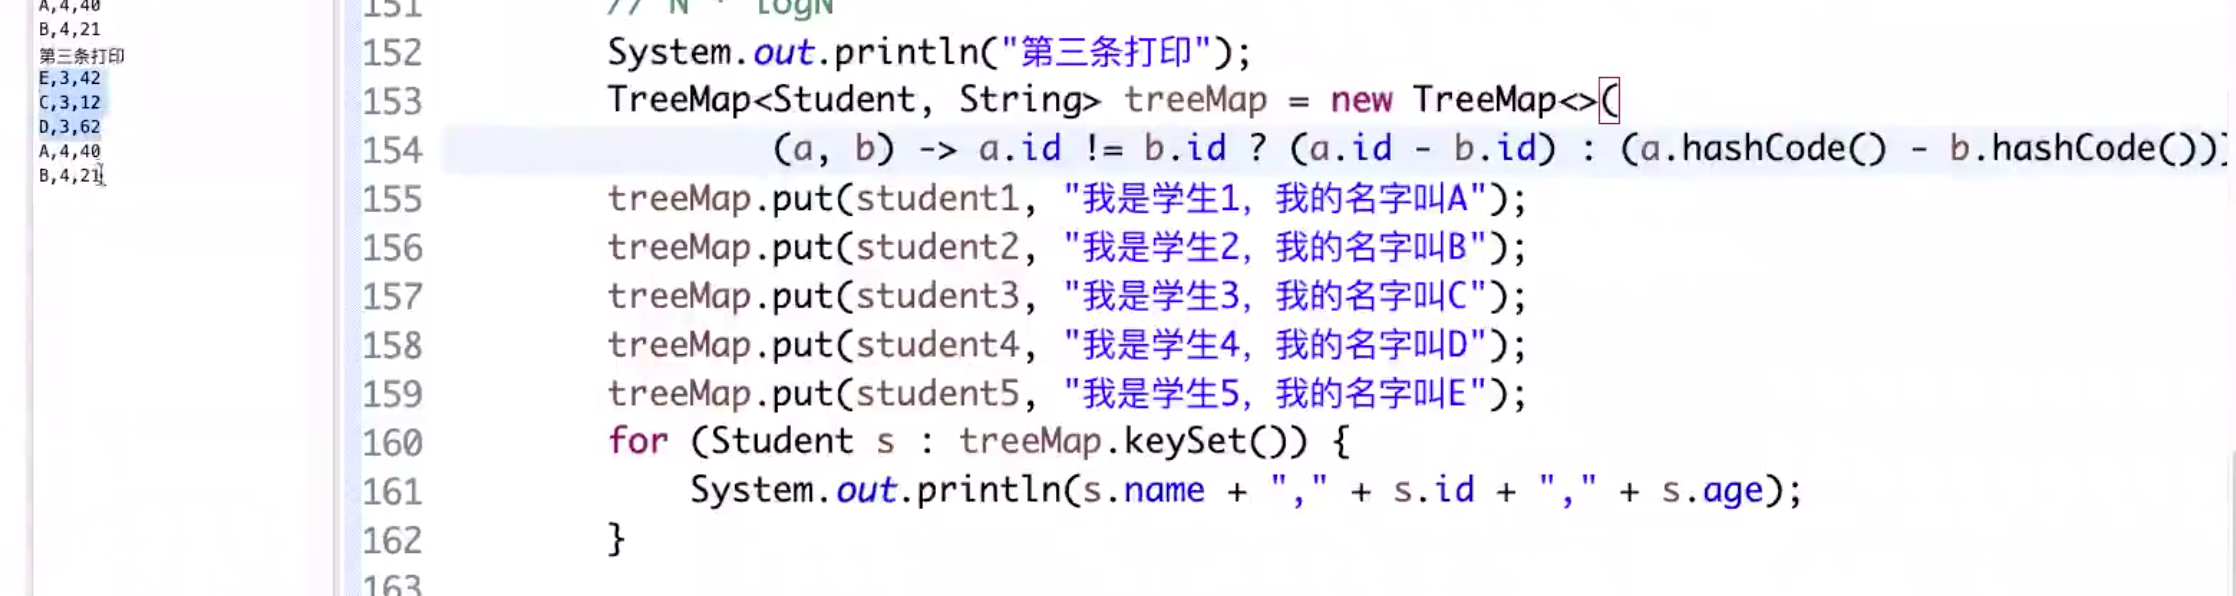 A,4,40
B,4,21
第三条打印
E,3,42
C,3,12
D,3,62
A,4,40
B,4,21
151 // N * logN
152 System.out.println("第三条打印");
153 TreeMap<Student, String> treeMap = new TreeMap<>(
154 (a, b) -> a.id != b.id ? (a.id - b.id) : (a.hashCode() - b.hashCode())
155 treeMap.put(student1, "我是学生1, 我的名字叫A");
156 treeMap.put(student2, "我是学生2, 我的名字叫B");
157 treeMap.put(student3, "我是学生3, 我的名字叫C");
158 treeMap.put(student4, "我是学生4, 我的名字叫D");
159 treeMap.put(student5, "我是学生5, 我的名字叫E");
160 for (Student s : treeMap.keySet()) {
161 System.out.println(s.name + "," + s.id + "," + s.age);
162 }
163